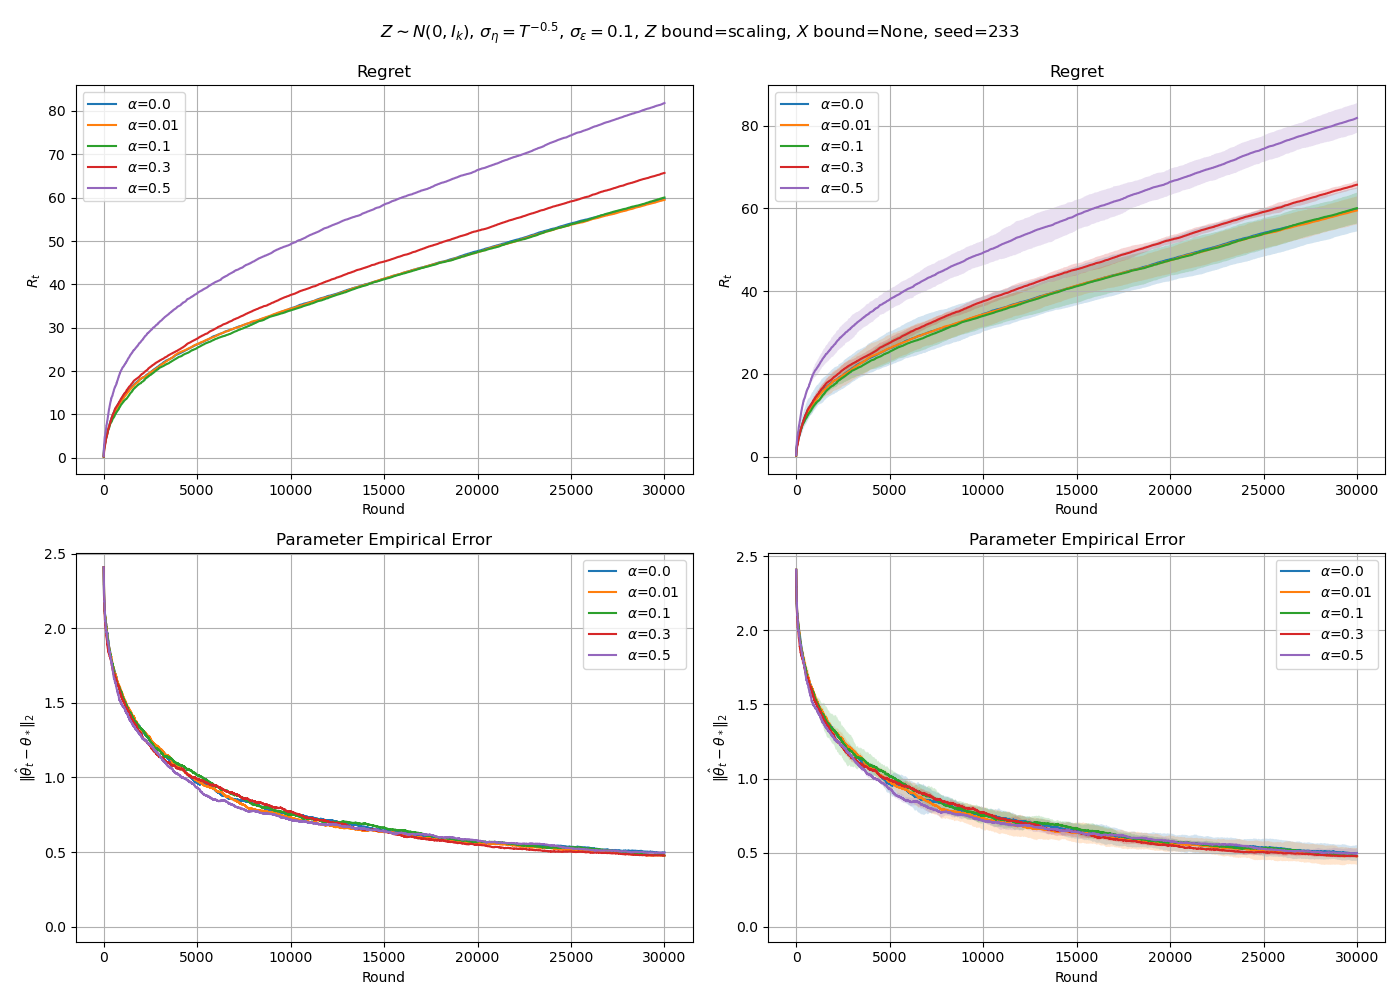 Z ∼ N(0, I_k), σ_η = T^{−0.5}, σ_ε = 0.1, Z bound=scaling, X bound=None, seed=233
Regret
α=0.0
α=0.01
α=0.1
α=0.3
α=0.5
80
70
60
50
40
30
20
10
0
R_t
0 5000 10000 15000 20000 25000 30000
Round
Regret
α=0.0
α=0.01
α=0.1
α=0.3
α=0.5
80
60
40
20
0
R_t
0 5000 10000 15000 20000 25000 30000
Round
Parameter Empirical Error
α=0.0
α=0.01
α=0.1
α=0.3
α=0.5
2.5
2.0
1.5
1.0
0.5
0.0
‖θ̂_t − θ_*‖_2
0 5000 10000 15000 20000 25000 30000
Round
Parameter Empirical Error
α=0.0
α=0.01
α=0.1
α=0.3
α=0.5
2.5
2.0
1.5
1.0
0.5
0.0
‖θ̂_t − θ_*‖_2
0 5000 10000 15000 20000 25000 30000
Round